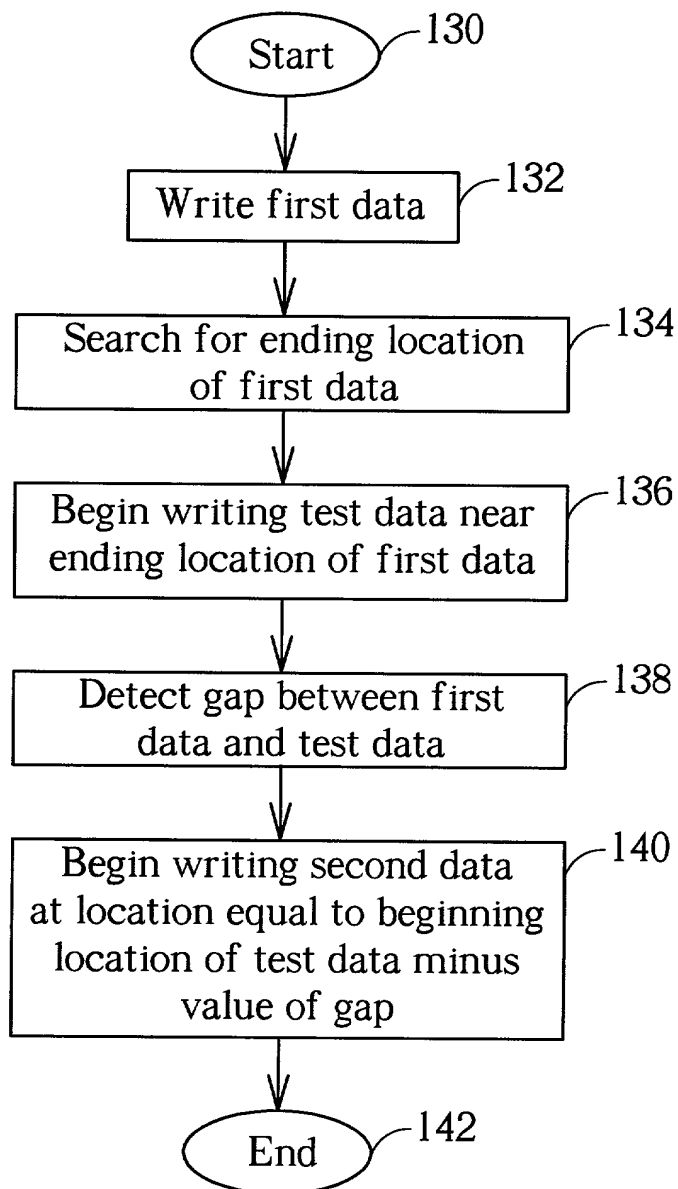 Start
130
Write first data
132
Search for ending location
of first data
134
Begin writing test data near
ending location of first data
136
Detect gap between first
data and test data
138
Begin writing second data
at location equal to beginning
location of test data minus
value of gap
140
End
142